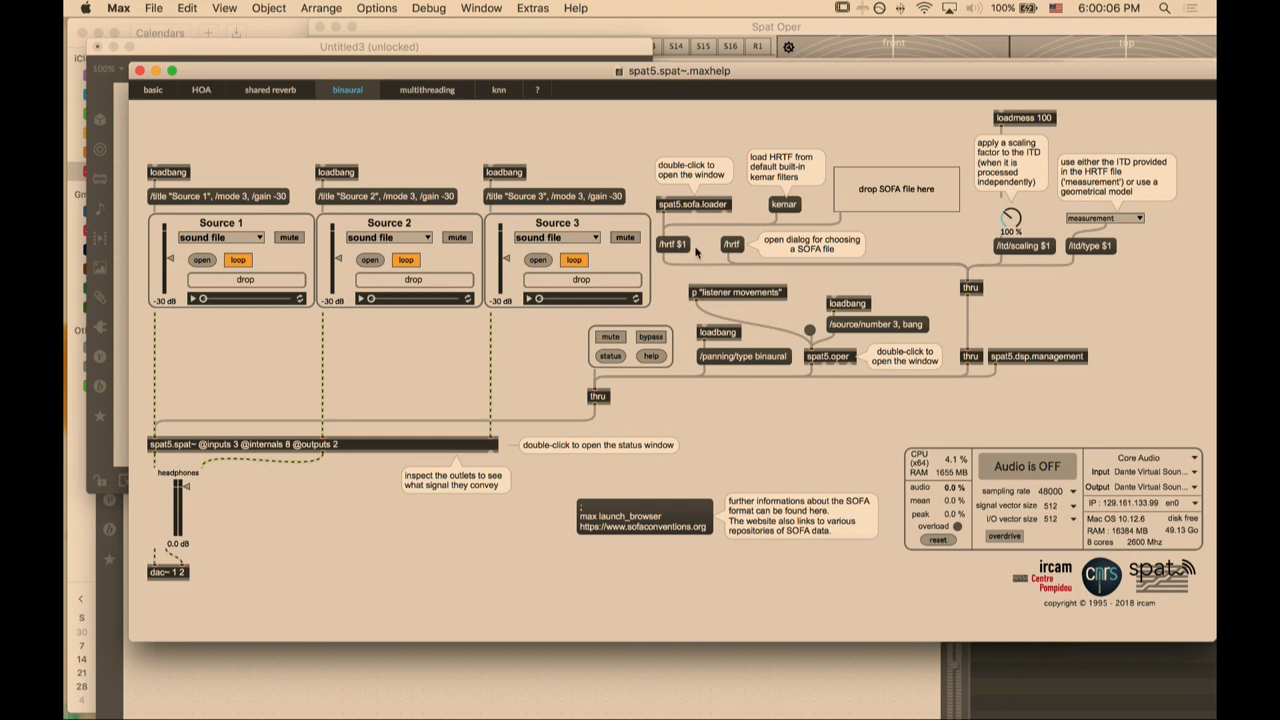 Max File Edit View Object Arrange Options Debug Window Extras Help
100% 6:00:06 PM
Calendars
Spat Oper
Untitled3 (unlocked)
S14 S15 S16 R1
front
top
100%
spat5.spat~.maxhelp
basic HOA shared reverb binaural multithreading knn ?
loadmess 100
apply a scaling
factor to the ITD
(when it is
processed
independently)
use either the ITD provided
in the HRTF file
('measurement') or use a
geometrical model
double-click to
open the window
load HRTF from
default built-in
kemar filters
drop SOFA file here
loadbang loadbang loadbang
/title "Source 1", /mode 3, /gain -30
/title "Source 2", /mode 3, /gain -30
/title "Source 3", /mode 3, /gain -30
spat5.sofa.loader
kemar
100 %
measurement
Source 1
sound file mute
open loop
drop
-30 dB
Source 2
sound file mute
open loop
drop
-30 dB
Source 3
sound file mute
open loop
drop
-30 dB
/hrtf $1
/hrtf
open dialog for choosing
a SOFA file
/itd/scaling $1
/itd/type $1
thru
p "listener movements"
loadbang
/source/number 3, bang
mute bypass
status help
loadbang
/panning/type binaural
spat5.oper
double-click to
open the window
thru
spat5.dsp.management
thru
spat5.spat~ @inputs 3 @internals 8 @outputs 2
double-click to open the status window
headphones
0.0 dB
dac~ 1 2
inspect the outlets to see
what signal they convey
;
max launch_browser
https://www.sofaconventions.org
further informations about the SOFA
format can be found here.
The website also links to various
repositories of SOFA data.
CPU
(x64) 4.1 %
RAM 1655 MB
audio 0.0 %
mean 0.0 %
peak 0.0 %
overload
reset
Audio is OFF
sampling rate 48000
signal vector size 512
I/O vector size 512
overdrive
Core Audio
Input Dante Virtual Soun...
Output Dante Virtual Soun...
IP : 129.161.133.99 en0
Mac OS 10.12.6 disk free
RAM : 16384 MB 49.13 Go
8 cores 2600 Mhz
ircam
Centre
Pompidou
cnrs
spat
copyright © 1995 - 2018 ircam
S
30
7
14
21
28
4